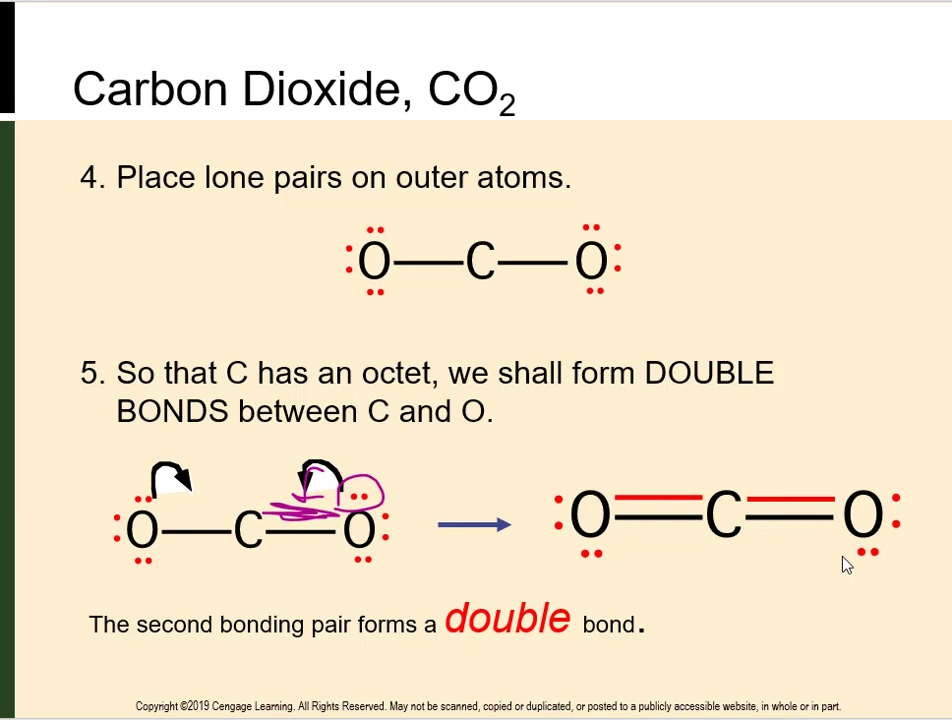 Carbon Dioxide, CO₂
4. Place lone pairs on outer atoms.
O—C—O
5. So that C has an octet, we shall form DOUBLE
BONDS between C and O.
O—C—O → O=C=O
The second bonding pair forms a double bond.
Copyright ©2019 Cengage Learning. All Rights Reserved. May not be scanned, copied or duplicated, or posted to a publicly accessible website, in whole or in part.